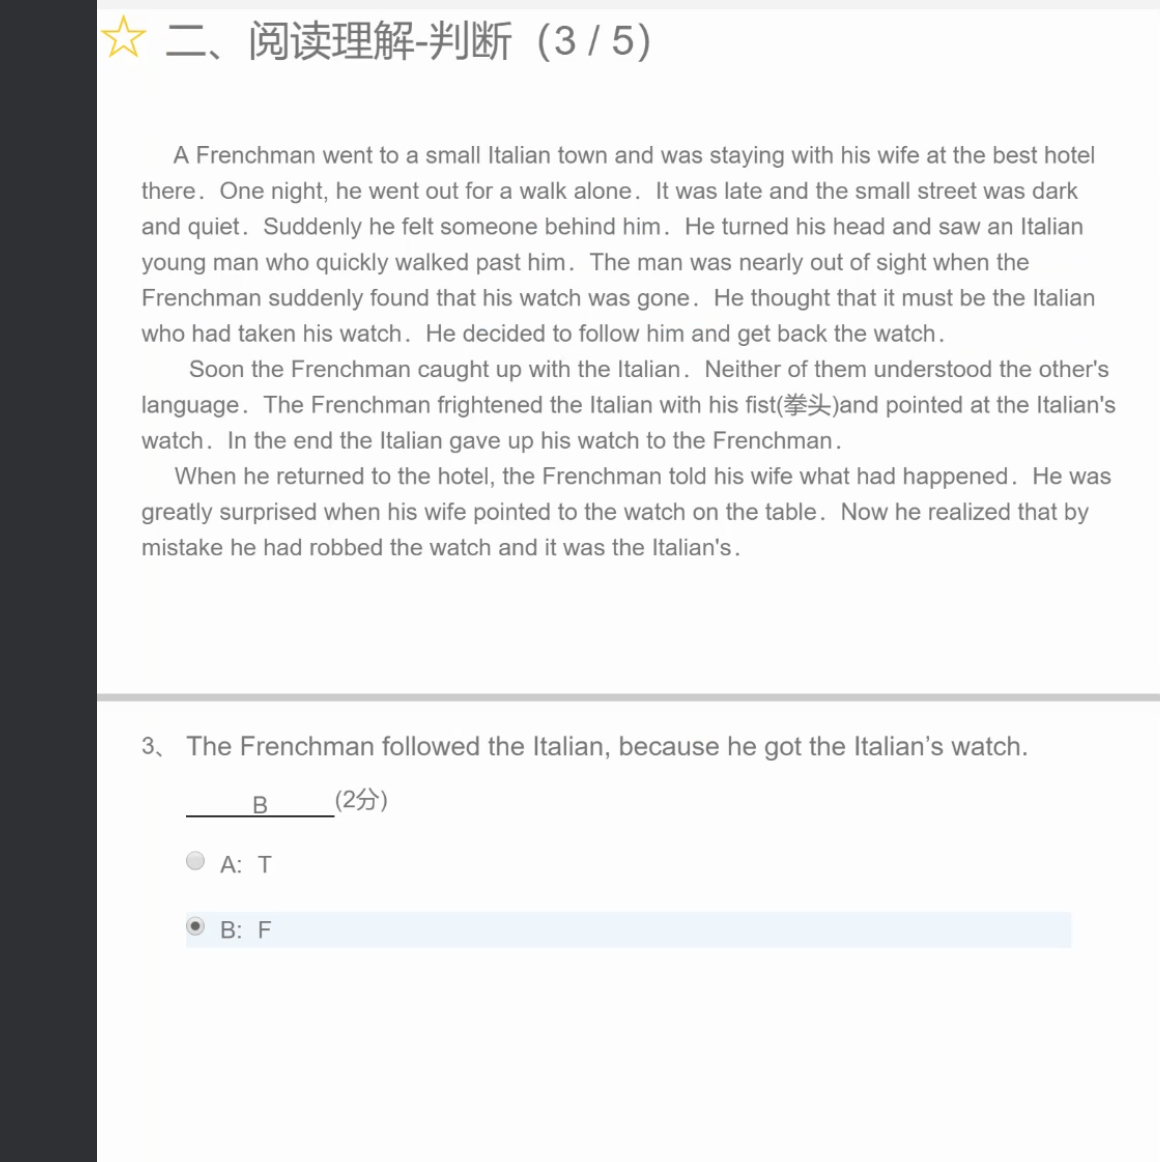 二、阅读理解-判断（3 / 5）
A Frenchman went to a small Italian town and was staying with his wife at the best hotel
there．One night, he went out for a walk alone．It was late and the small street was dark
and quiet．Suddenly he felt someone behind him．He turned his head and saw an Italian
young man who quickly walked past him．The man was nearly out of sight when the
Frenchman suddenly found that his watch was gone．He thought that it must be the Italian
who had taken his watch．He decided to follow him and get back the watch．
Soon the Frenchman caught up with the Italian．Neither of them understood the other's
language．The Frenchman frightened the Italian with his fist(拳头)and pointed at the Italian's
watch．In the end the Italian gave up his watch to the Frenchman．
When he returned to the hotel, the Frenchman told his wife what had happened．He was
greatly surprised when his wife pointed to the watch on the table．Now he realized that by
mistake he had robbed the watch and it was the Italian's．
3、 The Frenchman followed the Italian, because he got the Italian’s watch.
B (2分)
A: T
B: F